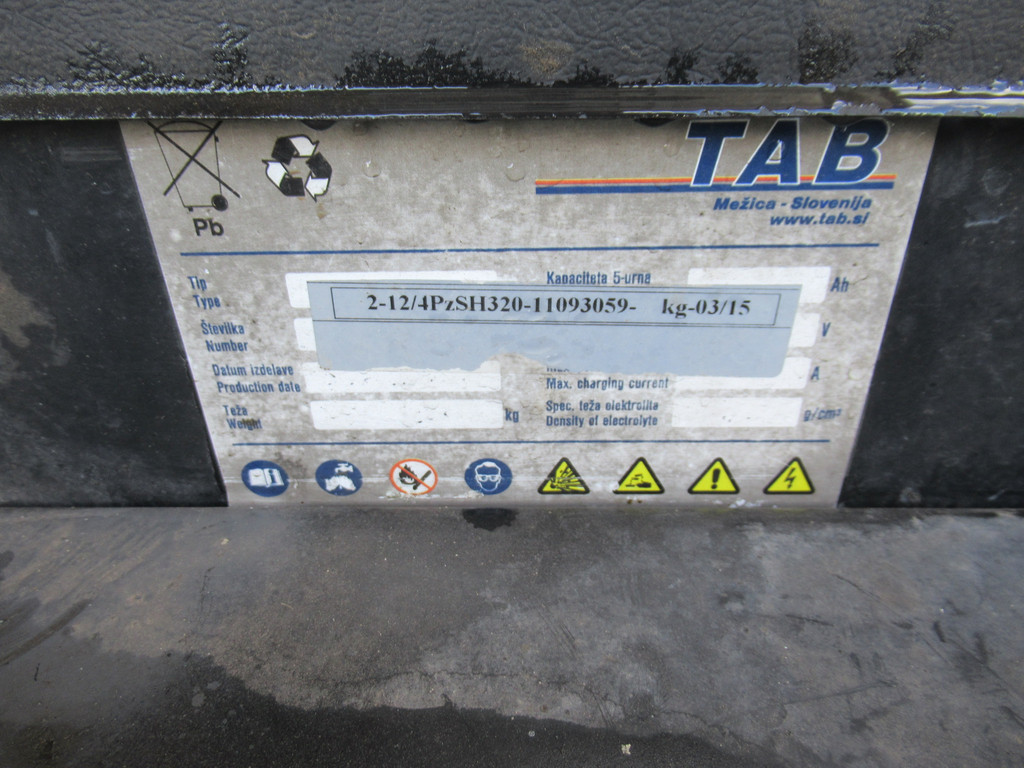 TAB
Mežica - Slovenija
www.tab.si
Pb
Tip
Type
Kapaciteta 5-urna
Ah
2-12/4PzSH320-11093059- kg-03/15
Številka
Number
V
Datum izdelave
Production date
Max. charging current
A
Teža
Weight
kg
Spec. teža elektrolita
Density of electrolyte
g/cm³